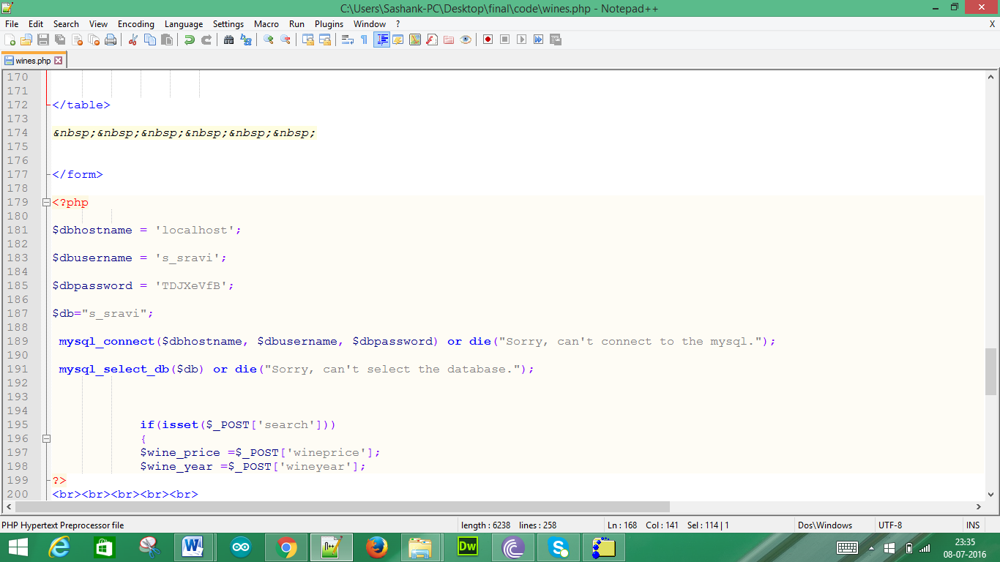 C:\Users\Sashank-PC\Desktop\final\code\wines.php - Notepad++
File Edit Search View Encoding Language Settings Macro Run Plugins Window ? X
wines.php
170
171
172 </table>
173
174 &nbsp;&nbsp;&nbsp;&nbsp;&nbsp;&nbsp;
175
176
177 </form>
178
179 <?php
180
181 $dbhostname = 'localhost';
182
183 $dbusername = 's_sravi';
184
185 $dbpassword = 'TDJXeVfB';
186
187 $db="s_sravi";
188
189 mysql_connect($dbhostname, $dbusername, $dbpassword) or die("Sorry, can't connect to the mysql.");
190
191 mysql_select_db($db) or die("Sorry, can't select the database.");
192
193
194
195 if(isset($_POST['search']))
196 {
197 $wine_price =$_POST['wineprice'];
198 $wine_year =$_POST['wineyear'];
199 ?>
200 <br><br><br><br><br>
PHP Hypertext Preprocessor file length : 6238 lines : 258 Ln : 168 Col : 141 Sel : 114 | 1 Dos\Windows UTF-8 INS
Dw
23:35
08-07-2016